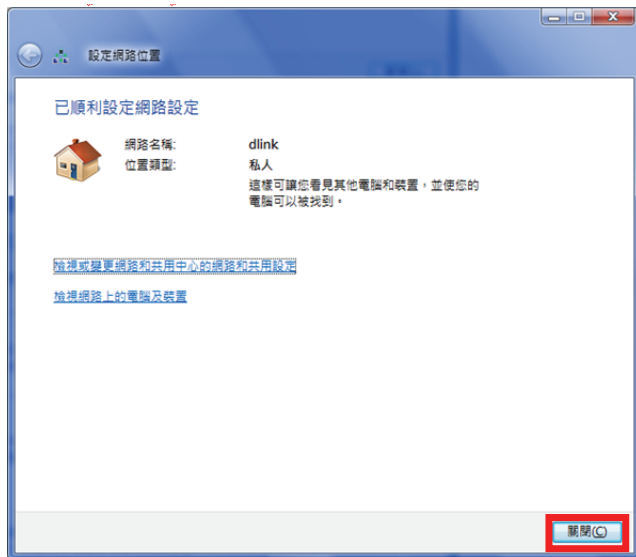 設定網路位置
已順利設定網路設定
網路名稱: dlink
位置類型: 私人
這樣可讓您看見其他電腦和裝置，並使您的
電腦可以被找到。
檢視或變更網路和共用中心的網路和共用設定
檢視網路上的電腦及裝置
關閉(C)